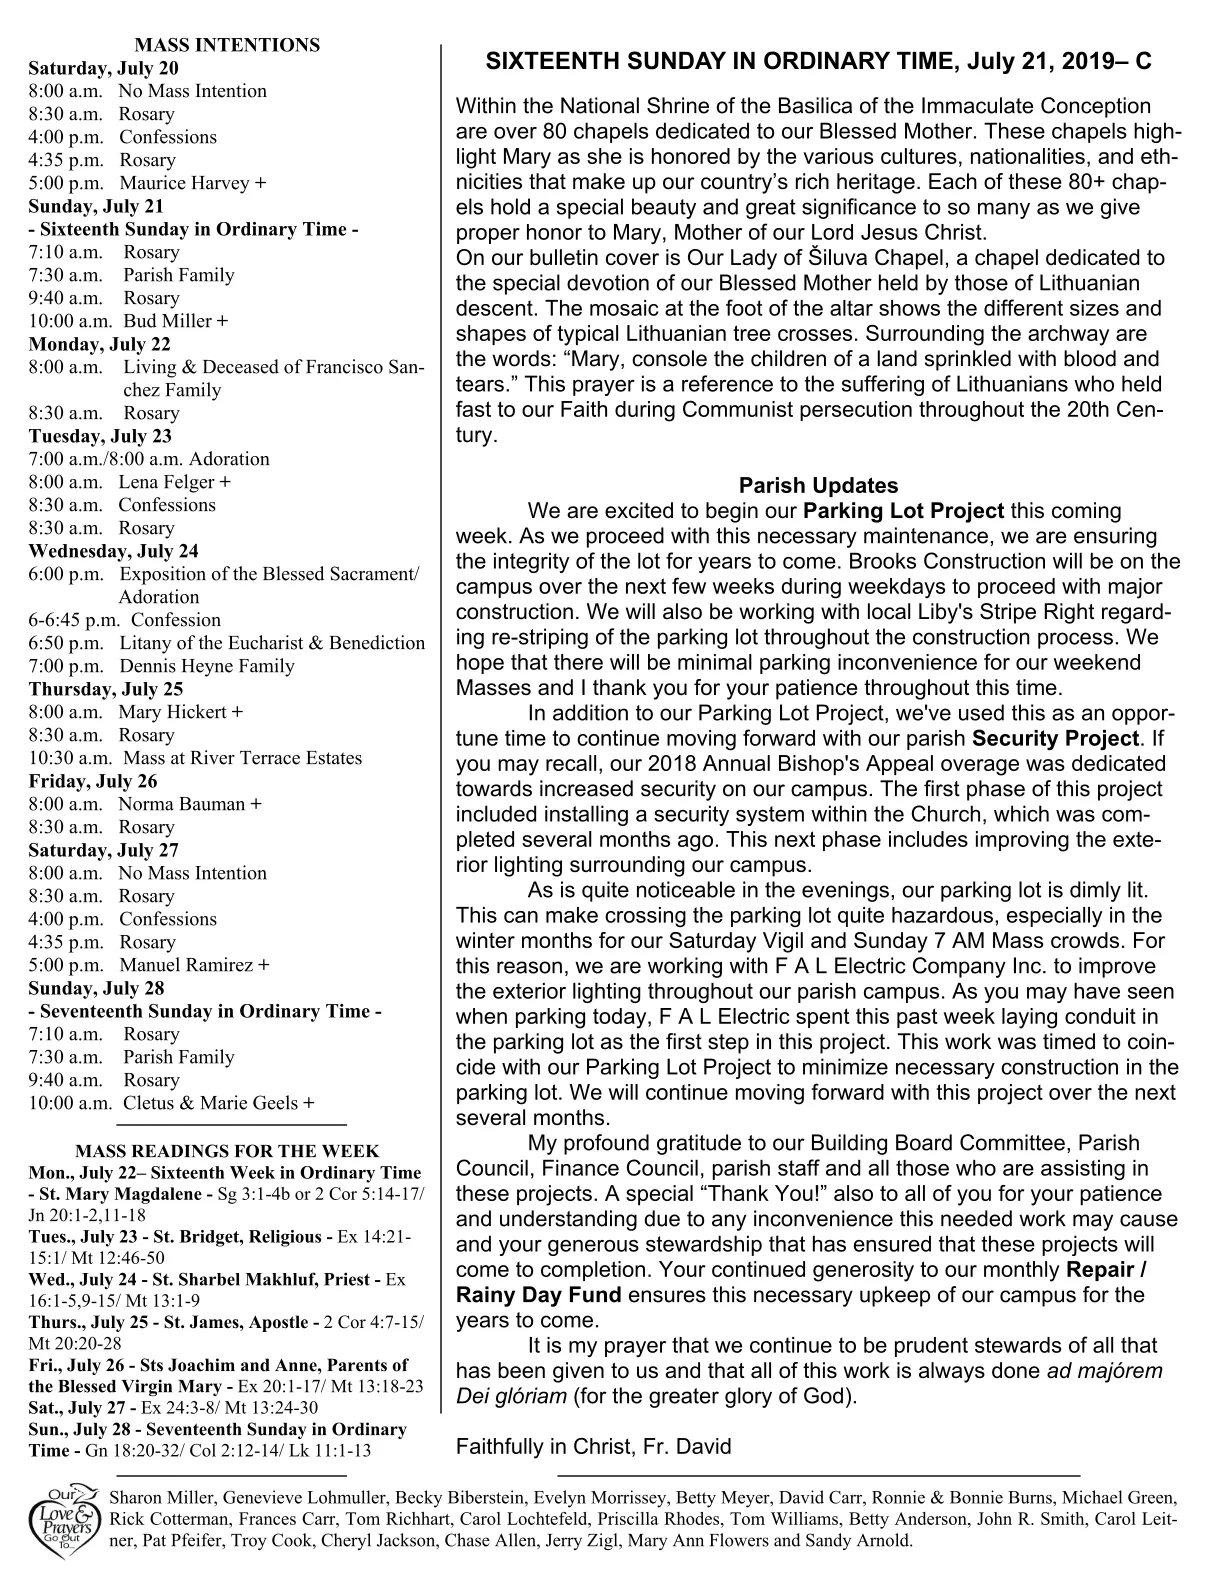 MASS INTENTIONS
Saturday, July 20
8:00 a.m. No Mass Intention
8:30 a.m. Rosary
4:00 p.m. Confessions
4:35 p.m. Rosary
5:00 p.m. Maurice Harvey +
Sunday, July 21
- Sixteenth Sunday in Ordinary Time -
7:10 a.m. Rosary
7:30 a.m. Parish Family
9:40 a.m. Rosary
10:00 a.m. Bud Miller +
Monday, July 22
8:00 a.m. Living & Deceased of Francisco San-
chez Family
8:30 a.m. Rosary
Tuesday, July 23
7:00 a.m./8:00 a.m. Adoration
8:00 a.m. Lena Felger +
8:30 a.m. Confessions
8:30 a.m. Rosary
Wednesday, July 24
6:00 p.m. Exposition of the Blessed Sacrament/
Adoration
6-6:45 p.m. Confession
6:50 p.m. Litany of the Eucharist & Benediction
7:00 p.m. Dennis Heyne Family
Thursday, July 25
8:00 a.m. Mary Hickert +
8:30 a.m. Rosary
10:30 a.m. Mass at River Terrace Estates
Friday, July 26
8:00 a.m. Norma Bauman +
8:30 a.m. Rosary
Saturday, July 27
8:00 a.m. No Mass Intention
8:30 a.m. Rosary
4:00 p.m. Confessions
4:35 p.m. Rosary
5:00 p.m. Manuel Ramirez +
Sunday, July 28
- Seventeenth Sunday in Ordinary Time -
7:10 a.m. Rosary
7:30 a.m. Parish Family
9:40 a.m. Rosary
10:00 a.m. Cletus & Marie Geels +
MASS READINGS FOR THE WEEK
Mon., July 22– Sixteenth Week in Ordinary Time
- St. Mary Magdalene - Sg 3:1-4b or 2 Cor 5:14-17/
Jn 20:1-2,11-18
Tues., July 23 - St. Bridget, Religious - Ex 14:21-
15:1/ Mt 12:46-50
Wed., July 24 - St. Sharbel Makhluf, Priest - Ex
16:1-5,9-15/ Mt 13:1-9
Thurs., July 25 - St. James, Apostle - 2 Cor 4:7-15/
Mt 20:20-28
Fri., July 26 - Sts Joachim and Anne, Parents of
the Blessed Virgin Mary - Ex 20:1-17/ Mt 13:18-23
Sat., July 27 - Ex 24:3-8/ Mt 13:24-30
Sun., July 28 - Seventeenth Sunday in Ordinary
Time - Gn 18:20-32/ Col 2:12-14/ Lk 11:1-13
SIXTEENTH SUNDAY IN ORDINARY TIME, July 21, 2019– C
Within the National Shrine of the Basilica of the Immaculate Conception
are over 80 chapels dedicated to our Blessed Mother. These chapels high-
light Mary as she is honored by the various cultures, nationalities, and eth-
nicities that make up our country’s rich heritage. Each of these 80+ chap-
els hold a special beauty and great significance to so many as we give
proper honor to Mary, Mother of our Lord Jesus Christ.
On our bulletin cover is Our Lady of Šiluva Chapel, a chapel dedicated to
the special devotion of our Blessed Mother held by those of Lithuanian
descent. The mosaic at the foot of the altar shows the different sizes and
shapes of typical Lithuanian tree crosses. Surrounding the archway are
the words: “Mary, console the children of a land sprinkled with blood and
tears.” This prayer is a reference to the suffering of Lithuanians who held
fast to our Faith during Communist persecution throughout the 20th Cen-
tury.
Parish Updates
We are excited to begin our Parking Lot Project this coming
week. As we proceed with this necessary maintenance, we are ensuring
the integrity of the lot for years to come. Brooks Construction will be on the
campus over the next few weeks during weekdays to proceed with major
construction. We will also be working with local Liby's Stripe Right regard-
ing re-striping of the parking lot throughout the construction process. We
hope that there will be minimal parking inconvenience for our weekend
Masses and I thank you for your patience throughout this time.
In addition to our Parking Lot Project, we've used this as an oppor-
tune time to continue moving forward with our parish Security Project. If
you may recall, our 2018 Annual Bishop's Appeal overage was dedicated
towards increased security on our campus. The first phase of this project
included installing a security system within the Church, which was com-
pleted several months ago. This next phase includes improving the exte-
rior lighting surrounding our campus.
As is quite noticeable in the evenings, our parking lot is dimly lit.
This can make crossing the parking lot quite hazardous, especially in the
winter months for our Saturday Vigil and Sunday 7 AM Mass crowds. For
this reason, we are working with F A L Electric Company Inc. to improve
the exterior lighting throughout our parish campus. As you may have seen
when parking today, F A L Electric spent this past week laying conduit in
the parking lot as the first step in this project. This work was timed to coin-
cide with our Parking Lot Project to minimize necessary construction in the
parking lot. We will continue moving forward with this project over the next
several months.
My profound gratitude to our Building Board Committee, Parish
Council, Finance Council, parish staff and all those who are assisting in
these projects. A special “Thank You!” also to all of you for your patience
and understanding due to any inconvenience this needed work may cause
and your generous stewardship that has ensured that these projects will
come to completion. Your continued generosity to our monthly Repair /
Rainy Day Fund ensures this necessary upkeep of our campus for the
years to come.
It is my prayer that we continue to be prudent stewards of all that
has been given to us and that all of this work is always done ad majórem
Dei glóriam (for the greater glory of God).
Faithfully in Christ, Fr. David
Our
Love &
Prayers
Go Out
To...
Sharon Miller, Genevieve Lohmuller, Becky Biberstein, Evelyn Morrissey, Betty Meyer, David Carr, Ronnie & Bonnie Burns, Michael Green,
Rick Cotterman, Frances Carr, Tom Richhart, Carol Lochtefeld, Priscilla Rhodes, Tom Williams, Betty Anderson, John R. Smith, Carol Leit-
ner, Pat Pfeifer, Troy Cook, Cheryl Jackson, Chase Allen, Jerry Zigl, Mary Ann Flowers and Sandy Arnold.